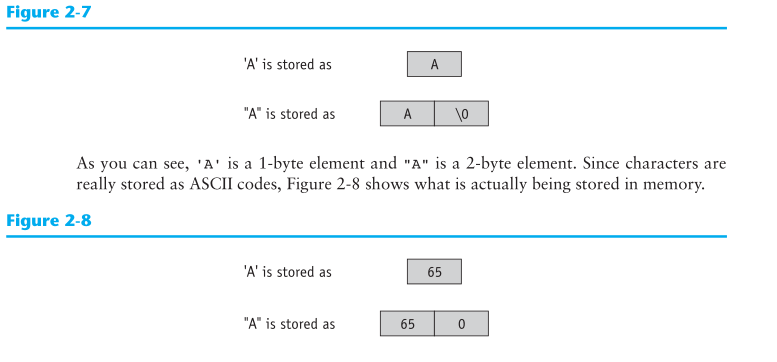 Figure 2-7
'A' is stored as A
"A" is stored as A \0
As you can see, 'A' is a 1-byte element and "A" is a 2-byte element. Since characters are
really stored as ASCII codes, Figure 2-8 shows what is actually being stored in memory.
Figure 2-8
'A' is stored as 65
"A" is stored as 65 0